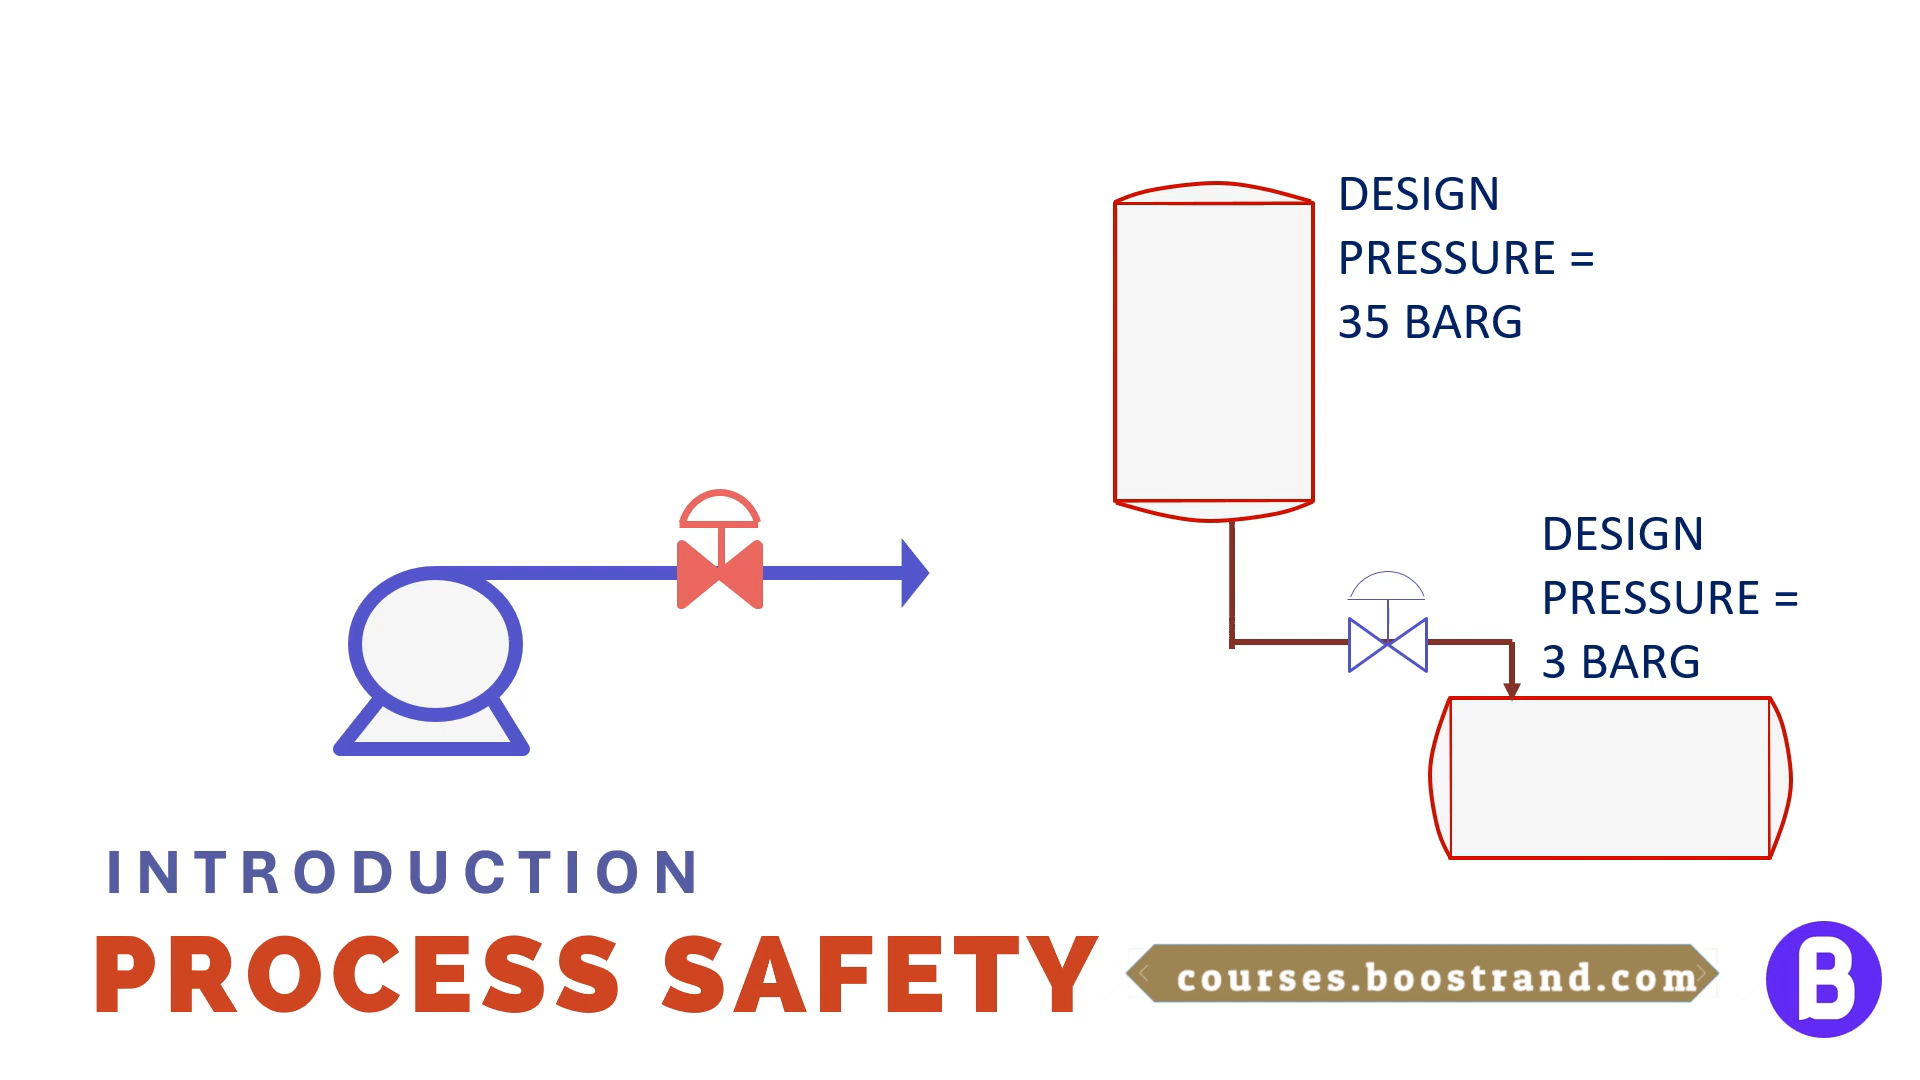 DESIGN
PRESSURE =
35 BARG
DESIGN
PRESSURE =
3 BARG
INTRODUCTION
PROCESS SAFETY
courses.boostrand.com
B